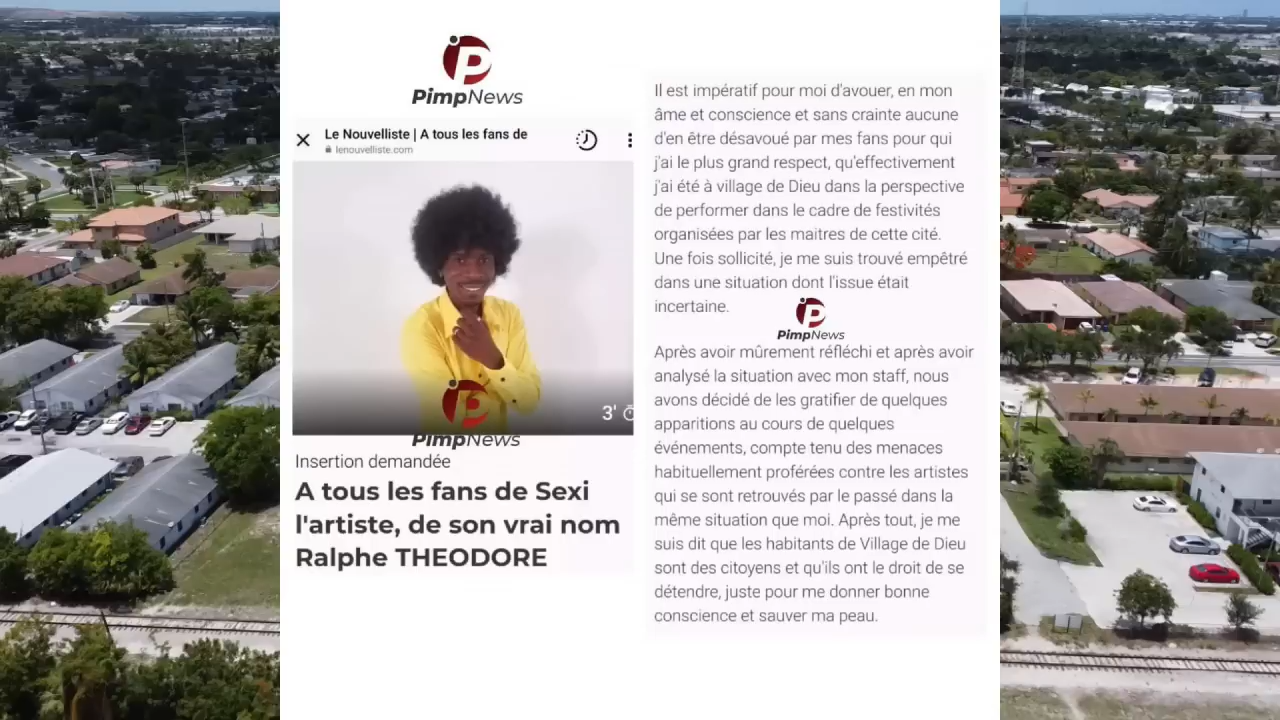 PimpNews
Le Nouvelliste | A tous les fans de
lenouvelliste.com
3'
PimpNews
Insertion demandée
A tous les fans de Sexi
l'artiste, de son vrai nom
Ralphe THEODORE
Il est impératif pour moi d'avouer, en mon
âme et conscience et sans crainte aucune
d'en être désavoué par mes fans pour qui
j'ai le plus grand respect, qu'effectivement
j'ai été à village de Dieu dans la perspective
de performer dans le cadre de festivités
organisées par les maitres de cette cité.
Une fois sollicité, je me suis trouvé empêtré
dans une situation dont l'issue était
incertaine.
PimpNews
Après avoir mûrement réfléchi et après avoir
analysé la situation avec mon staff, nous
avons décidé de les gratifier de quelques
apparitions au cours de quelques
événements, compte tenu des menaces
habituellement proférées contre les artistes
qui se sont retrouvés par le passé dans la
même situation que moi. Après tout, je me
suis dit que les habitants de Village de Dieu
sont des citoyens et qu'ils ont le droit de se
détendre, juste pour me donner bonne
conscience et sauver ma peau.